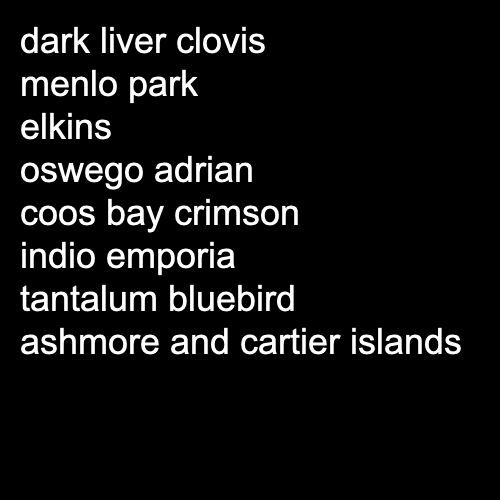 dark liver clovis
menlo park
elkins
oswego adrian
coos bay crimson
indio emporia
tantalum bluebird
ashmore and cartier islands